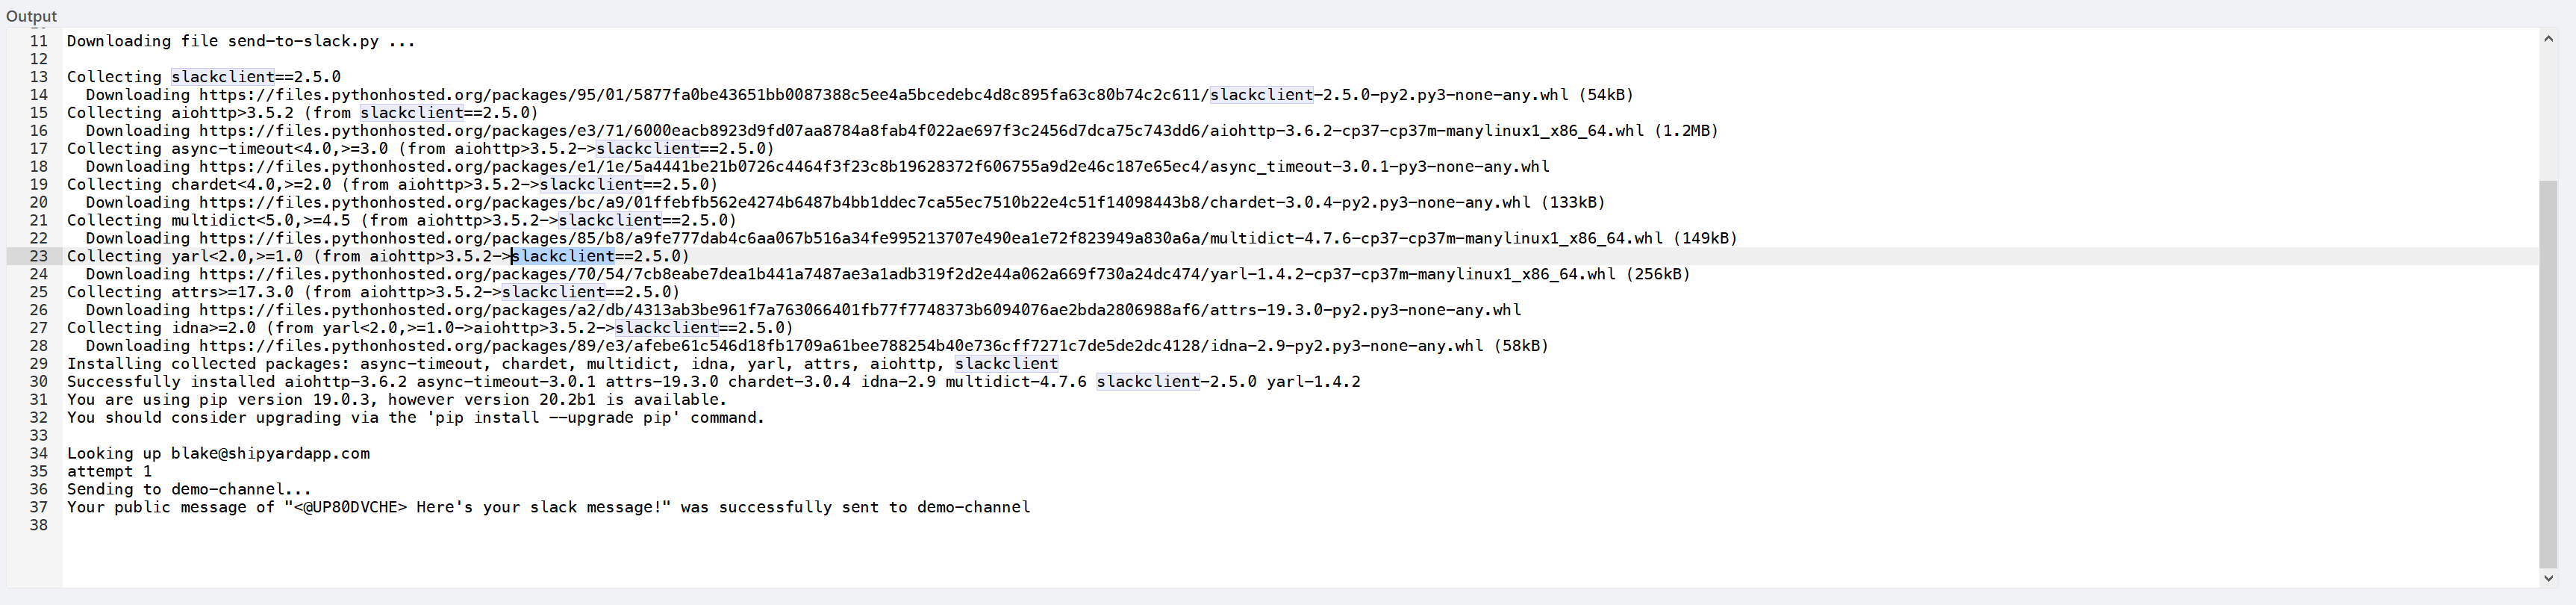 Output
11 Downloading file send-to-slack.py ...
12
13 Collecting slackclient==2.5.0
14 Downloading https://files.pythonhosted.org/packages/95/01/5877fa0be43651bb0087388c5ee4a5bcedebc4d8c895fa63c80b74c2c611/slackclient-2.5.0-py2.py3-none-any.whl (54kB)
15 Collecting aiohttp>3.5.2 (from slackclient==2.5.0)
16 Downloading https://files.pythonhosted.org/packages/e3/71/6000eacb8923d9fd07aa8784a8fab4f022ae697f3c2456d7dca75c743dd6/aiohttp-3.6.2-cp37-cp37m-manylinux1_x86_64.whl (1.2MB)
17 Collecting async-timeout<4.0,>=3.0 (from aiohttp>3.5.2->slackclient==2.5.0)
18 Downloading https://files.pythonhosted.org/packages/e1/1e/5a4441be21b0726c4464f3f23c8b19628372f606755a9d2e46c187e65ec4/async_timeout-3.0.1-py3-none-any.whl
19 Collecting chardet<4.0,>=2.0 (from aiohttp>3.5.2->slackclient==2.5.0)
20 Downloading https://files.pythonhosted.org/packages/bc/a9/01ffebfb562e4274b6487b4bb1ddec7ca55ec7510b22e4c51f14098443b8/chardet-3.0.4-py2.py3-none-any.whl (133kB)
21 Collecting multidict<5.0,>=4.5 (from aiohttp>3.5.2->slackclient==2.5.0)
22 Downloading https://files.pythonhosted.org/packages/85/b8/a9fe777dab4c6aa067b516a34fe995213707e490ea1e72f823949a830a6a/multidict-4.7.6-cp37-cp37m-manylinux1_x86_64.whl (149kB)
23 Collecting yarl<2.0,>=1.0 (from aiohttp>3.5.2->slackclient==2.5.0)
24 Downloading https://files.pythonhosted.org/packages/70/54/7cb8eabe7dea1b441a7487ae3a1adb319f2d2e44a062a669f730a24dc474/yarl-1.4.2-cp37-cp37m-manylinux1_x86_64.whl (256kB)
25 Collecting attrs>=17.3.0 (from aiohttp>3.5.2->slackclient==2.5.0)
26 Downloading https://files.pythonhosted.org/packages/a2/db/4313ab3be961f7a763066401fb77f7748373b6094076ae2bda2806988af6/attrs-19.3.0-py2.py3-none-any.whl
27 Collecting idna>=2.0 (from yarl<2.0,>=1.0->aiohttp>3.5.2->slackclient==2.5.0)
28 Downloading https://files.pythonhosted.org/packages/89/e3/afebe61c546d18fb1709a61bee788254b40e736cff7271c7de5de2dc4128/idna-2.9-py2.py3-none-any.whl (58kB)
29 Installing collected packages: async-timeout, chardet, multidict, idna, yarl, attrs, aiohttp, slackclient
30 Successfully installed aiohttp-3.6.2 async-timeout-3.0.1 attrs-19.3.0 chardet-3.0.4 idna-2.9 multidict-4.7.6 slackclient-2.5.0 yarl-1.4.2
31 You are using pip version 19.0.3, however version 20.2b1 is available.
32 You should consider upgrading via the 'pip install --upgrade pip' command.
33
34 Looking up blake@shipyardapp.com
35 attempt 1
36 Sending to demo-channel...
37 Your public message of "<@UP80DVCHE> Here's your slack message!" was successfully sent to demo-channel
38